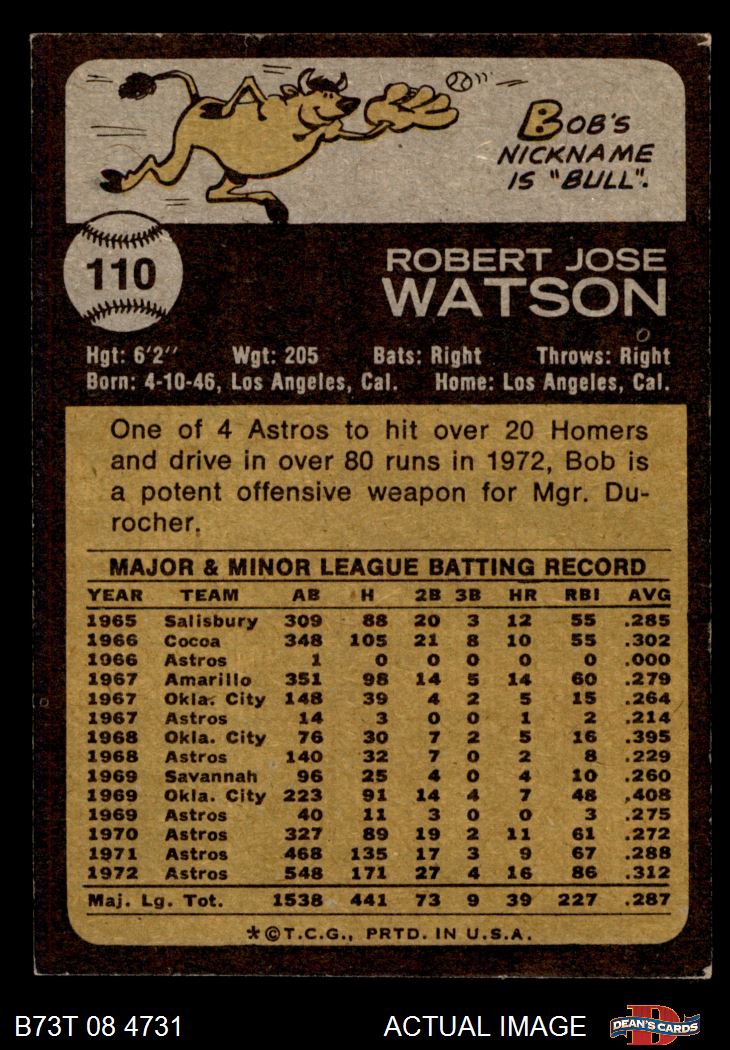 BOB'S
NICKNAME
IS "BULL".
110
ROBERT JOSE
WATSON
Hgt: 6'2" Wgt: 205 Bats: Right Throws: Right
Born: 4-10-46, Los Angeles, Cal. Home: Los Angeles, Cal.
One of 4 Astros to hit over 20 Homers
and drive in over 80 runs in 1972, Bob is
a potent offensive weapon for Mgr. Du-
rocher.
MAJOR & MINOR LEAGUE BATTING RECORD
YEAR TEAM AB H 2B 3B HR RBI AVG
1965 Salisbury 309 88 20 3 12 55 .285
1966 Cocoa 348 105 21 8 10 55 .302
1966 Astros 1 0 0 0 0 0 .000
1967 Amarillo 351 98 14 5 14 60 .279
1967 Okla. City 148 39 4 2 5 15 .264
1967 Astros 14 3 0 0 1 2 .214
1968 Okla. City 76 30 7 2 5 16 .395
1968 Astros 140 32 7 0 2 8 .229
1969 Savannah 96 25 4 0 4 10 .260
1969 Okla. City 223 91 14 4 7 48 .408
1969 Astros 40 11 3 0 0 3 .275
1970 Astros 327 89 19 2 11 61 .272
1971 Astros 468 135 17 3 9 67 .288
1972 Astros 548 171 27 4 16 86 .312
Maj. Lg. Tot. 1538 441 73 9 39 227 .287
*©T.C.G., PRTD. IN U.S.A.
B73T 08 4731 ACTUAL IMAGE DEAN'S CARDS